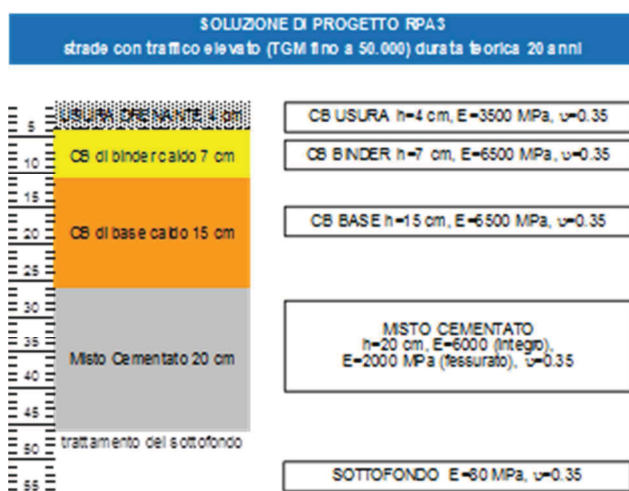 SOLUZIONE DI PROGETTO RPA3
strade con traffico elevato (TGM fino a 50.000) durata teorica 20 anni
USURA DRENANTE 4 cm
CB USURA h=4 cm, E=3500 MPa, υ=0.35
5
CB di binder caldo 7 cm
CB BINDER h=7 cm, E=6500 MPa, υ=0.35
10
15
CB di base caldo 15 cm
CB BASE h=15 cm, E=6500 MPa, υ=0.35
20
25
30
MISTO CEMENTATO
h=20 cm, E=6000 (integro),
E=2000 MPa (fessurato), υ=0.35
35
Misto Cementato 20 cm
40
45
50
trattamento del sottofondo
SOTTOFONDO E=80 MPa, υ=0.35
55